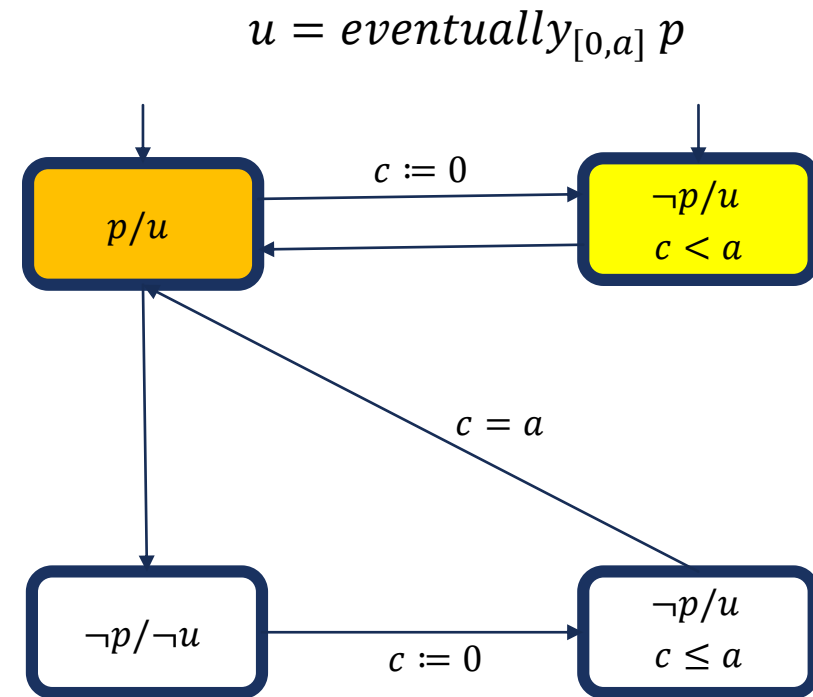 u = eventually[0,a] p
c ≔ 0
p/u
¬p/u
c < a
c = a
¬p/¬u
c ≔ 0
¬p/u
c ≤ a